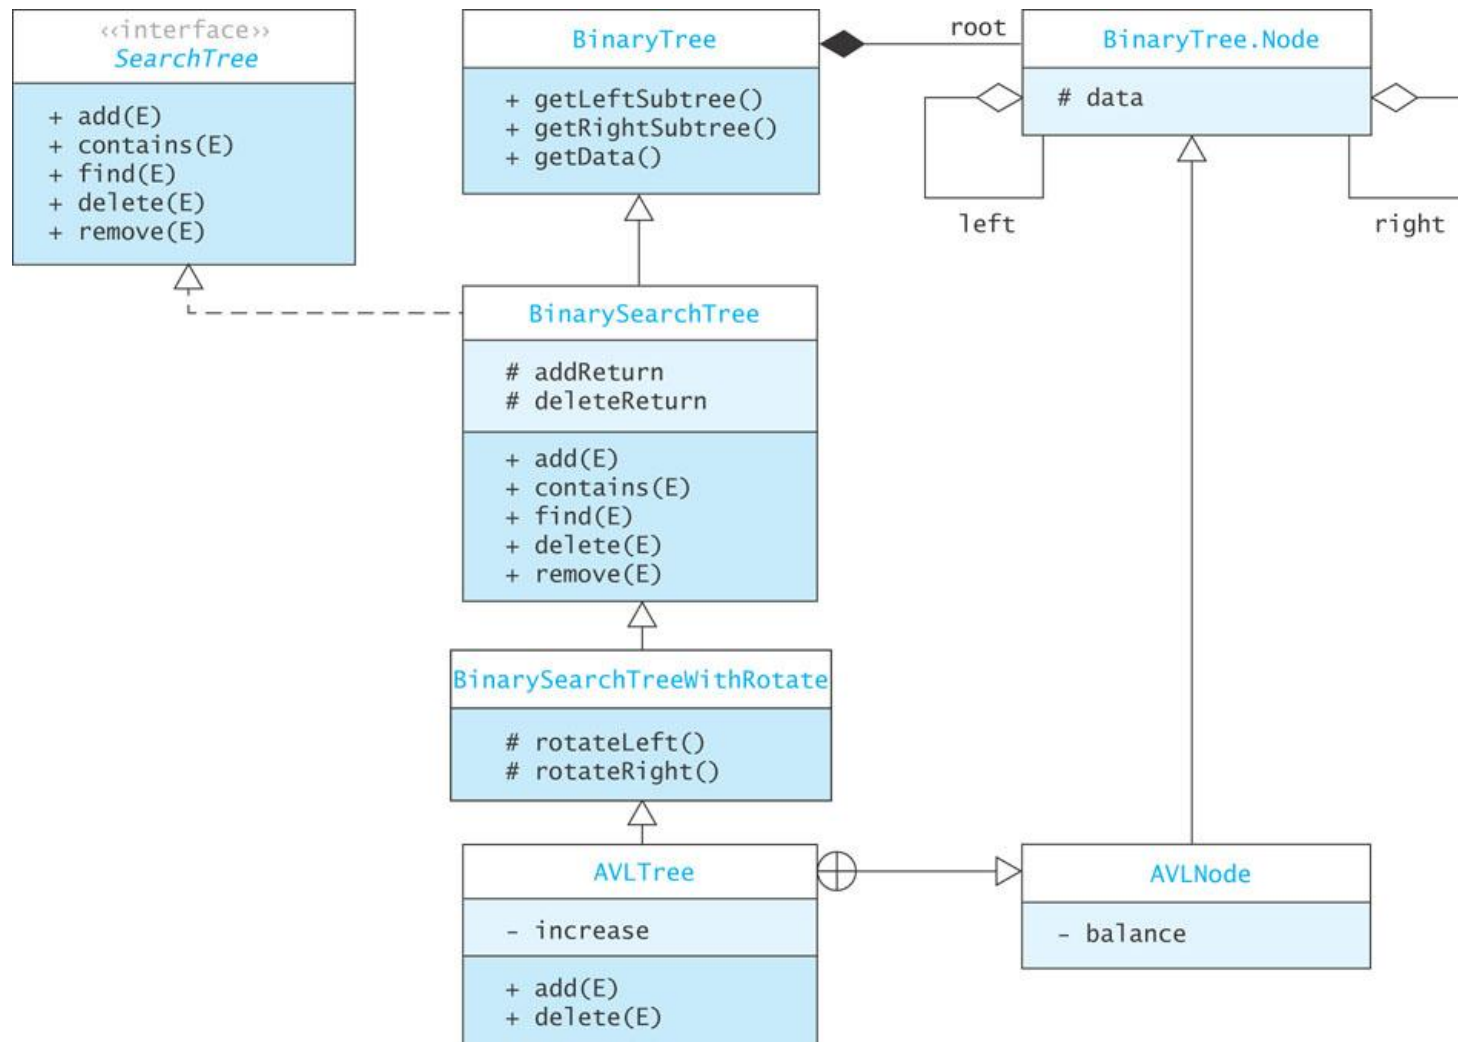 ‹‹interface››
SearchTree
+ add(E)
+ contains(E)
+ find(E)
+ delete(E)
+ remove(E)
BinaryTree
+ getLeftSubtree()
+ getRightSubtree()
+ getData()
root
BinaryTree.Node
# data
left
right
BinarySearchTree
# addReturn
# deleteReturn
+ add(E)
+ contains(E)
+ find(E)
+ delete(E)
+ remove(E)
BinarySearchTreeWithRotate
# rotateLeft()
# rotateRight()
AVLTree
- increase
+ add(E)
+ delete(E)
AVLNode
- balance